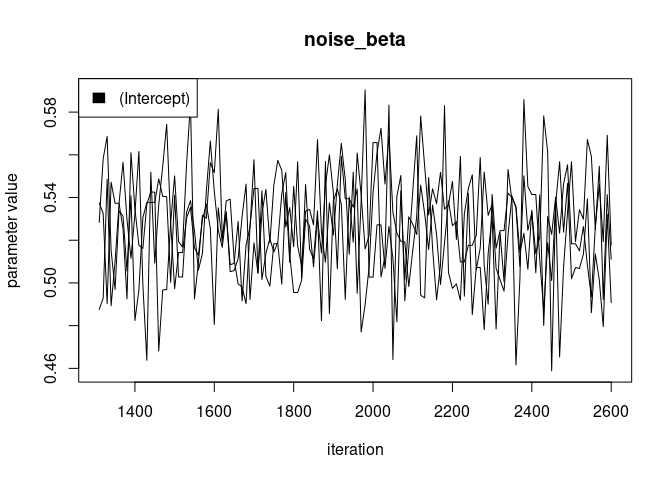 noise_beta
(Intercept)
parameter value
0.58
0.54
0.50
0.46
1400 1600 1800 2000 2200 2400 2600
iteration